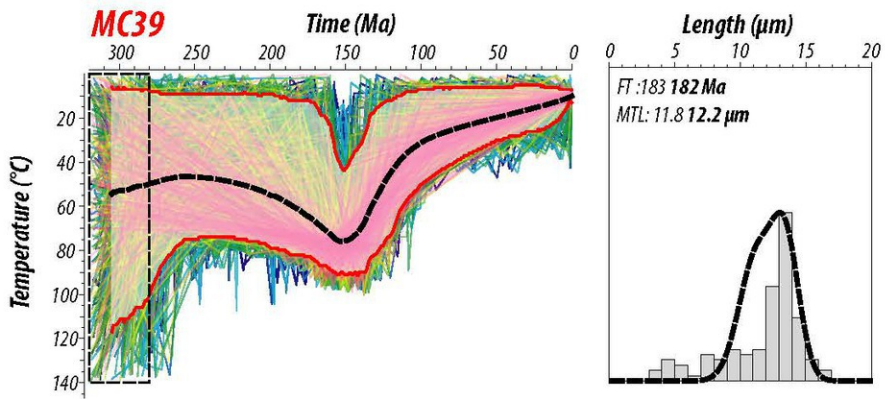 MC39
Time (Ma)
300 250 200 150 100 50 0
Temperature (°C)
20
40
60
80
100
120
140
Length (µm)
0 5 10 15 20
FT :183 182 Ma
MTL: 11.8 12.2 µm